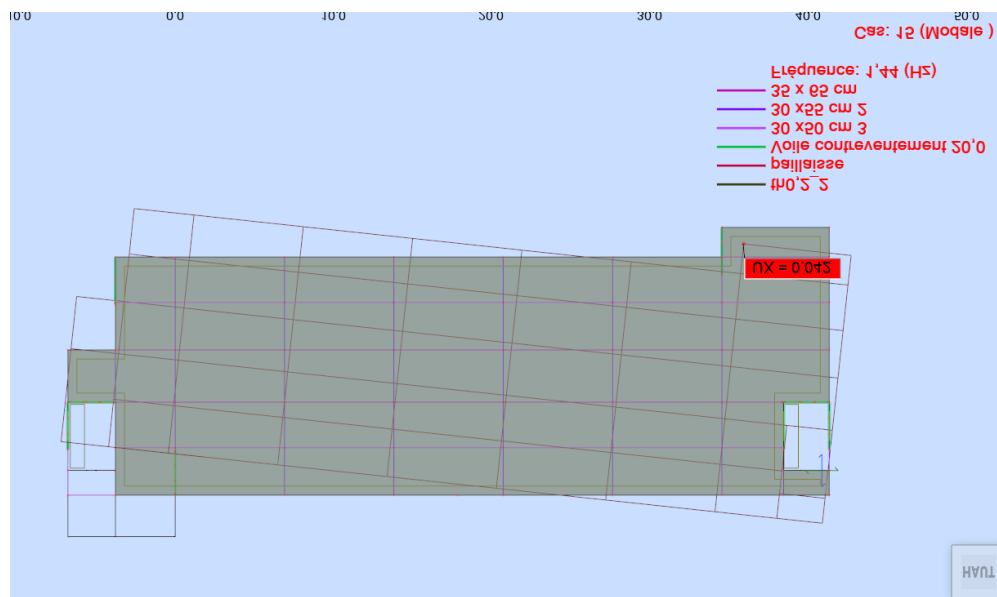 10,0 0,0 10,0 20,0 30,0 40,0 50,0
Cas: 15 (Modale )
Fréquence: 1,44 (Hz)
35 x 65 cm
30 x55 cm 2
30 x50 cm 3
Voile contreventement 20,0
paillaisse
th0,2_2
UX = 0.042
HAUT